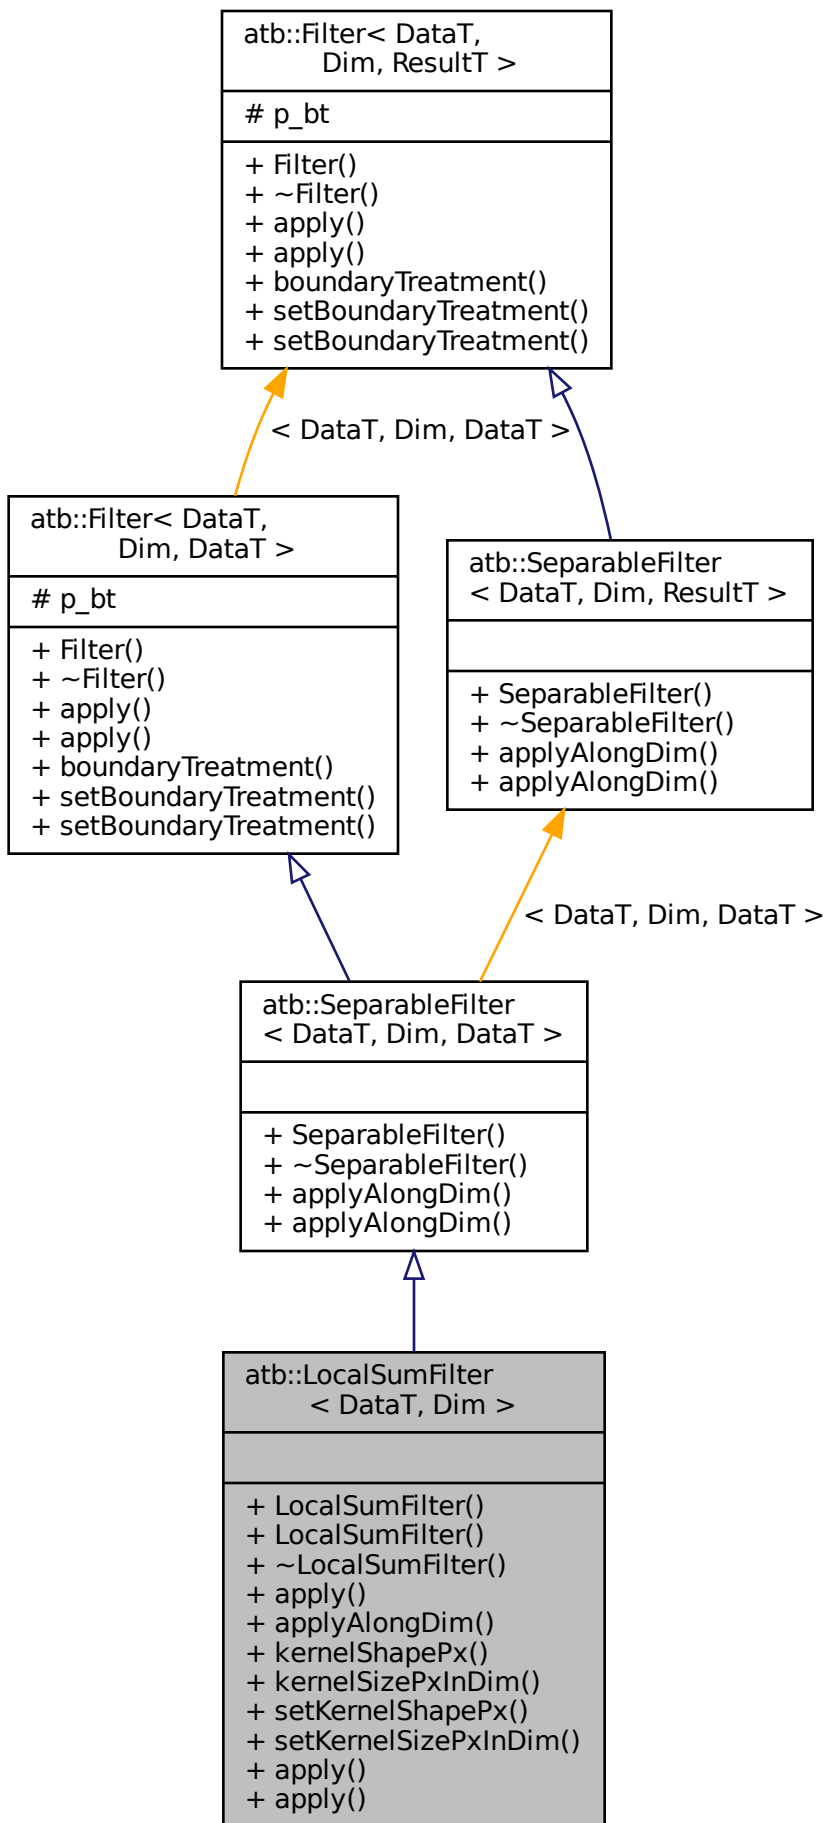 atb::Filter< DataT,
Dim, ResultT >
# p_bt
+ Filter()
+ ~Filter()
+ apply()
+ apply()
+ boundaryTreatment()
+ setBoundaryTreatment()
+ setBoundaryTreatment()
< DataT, Dim, DataT >
atb::Filter< DataT,
Dim, DataT >
# p_bt
+ Filter()
+ ~Filter()
+ apply()
+ apply()
+ boundaryTreatment()
+ setBoundaryTreatment()
+ setBoundaryTreatment()
atb::SeparableFilter
< DataT, Dim, ResultT >
+ SeparableFilter()
+ ~SeparableFilter()
+ applyAlongDim()
+ applyAlongDim()
< DataT, Dim, DataT >
atb::SeparableFilter
< DataT, Dim, DataT >
+ SeparableFilter()
+ ~SeparableFilter()
+ applyAlongDim()
+ applyAlongDim()
atb::LocalSumFilter
< DataT, Dim >
+ LocalSumFilter()
+ LocalSumFilter()
+ ~LocalSumFilter()
+ apply()
+ applyAlongDim()
+ kernelShapePx()
+ kernelSizePxInDim()
+ setKernelShapePx()
+ setKernelSizePxInDim()
+ apply()
+ apply()